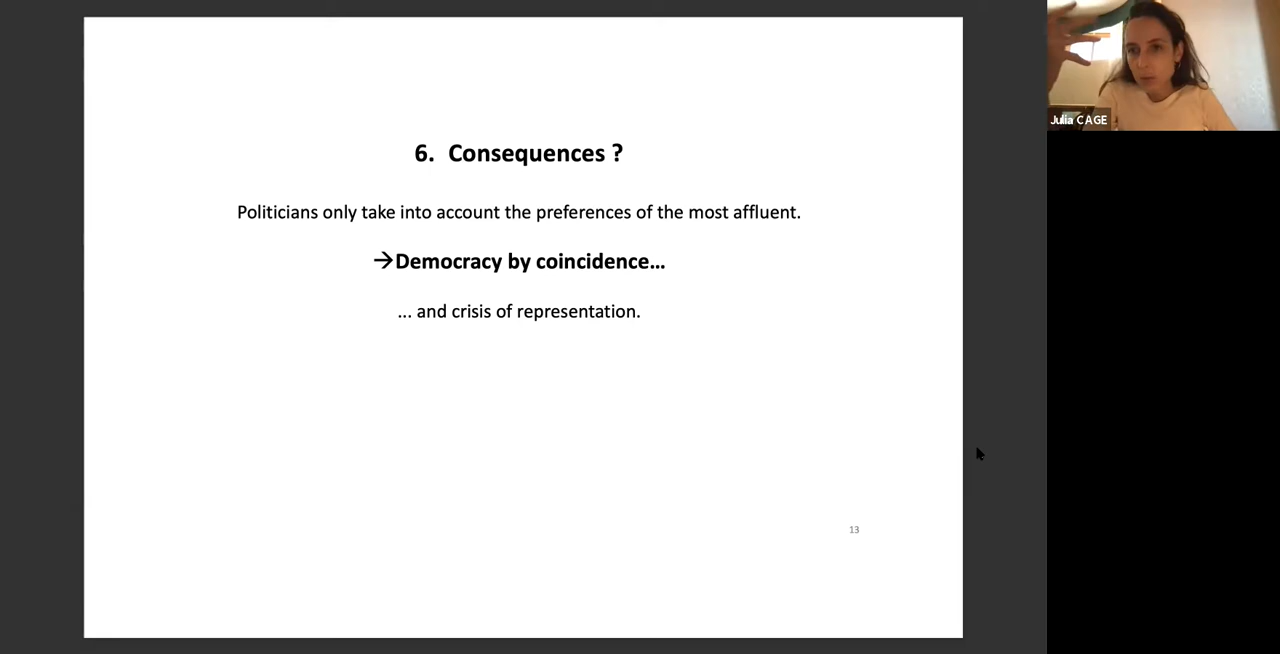 6. Consequences ?
Politicians only take into account the preferences of the most affluent.
→Democracy by coincidence...
... and crisis of representation.
13
Julia CAGE